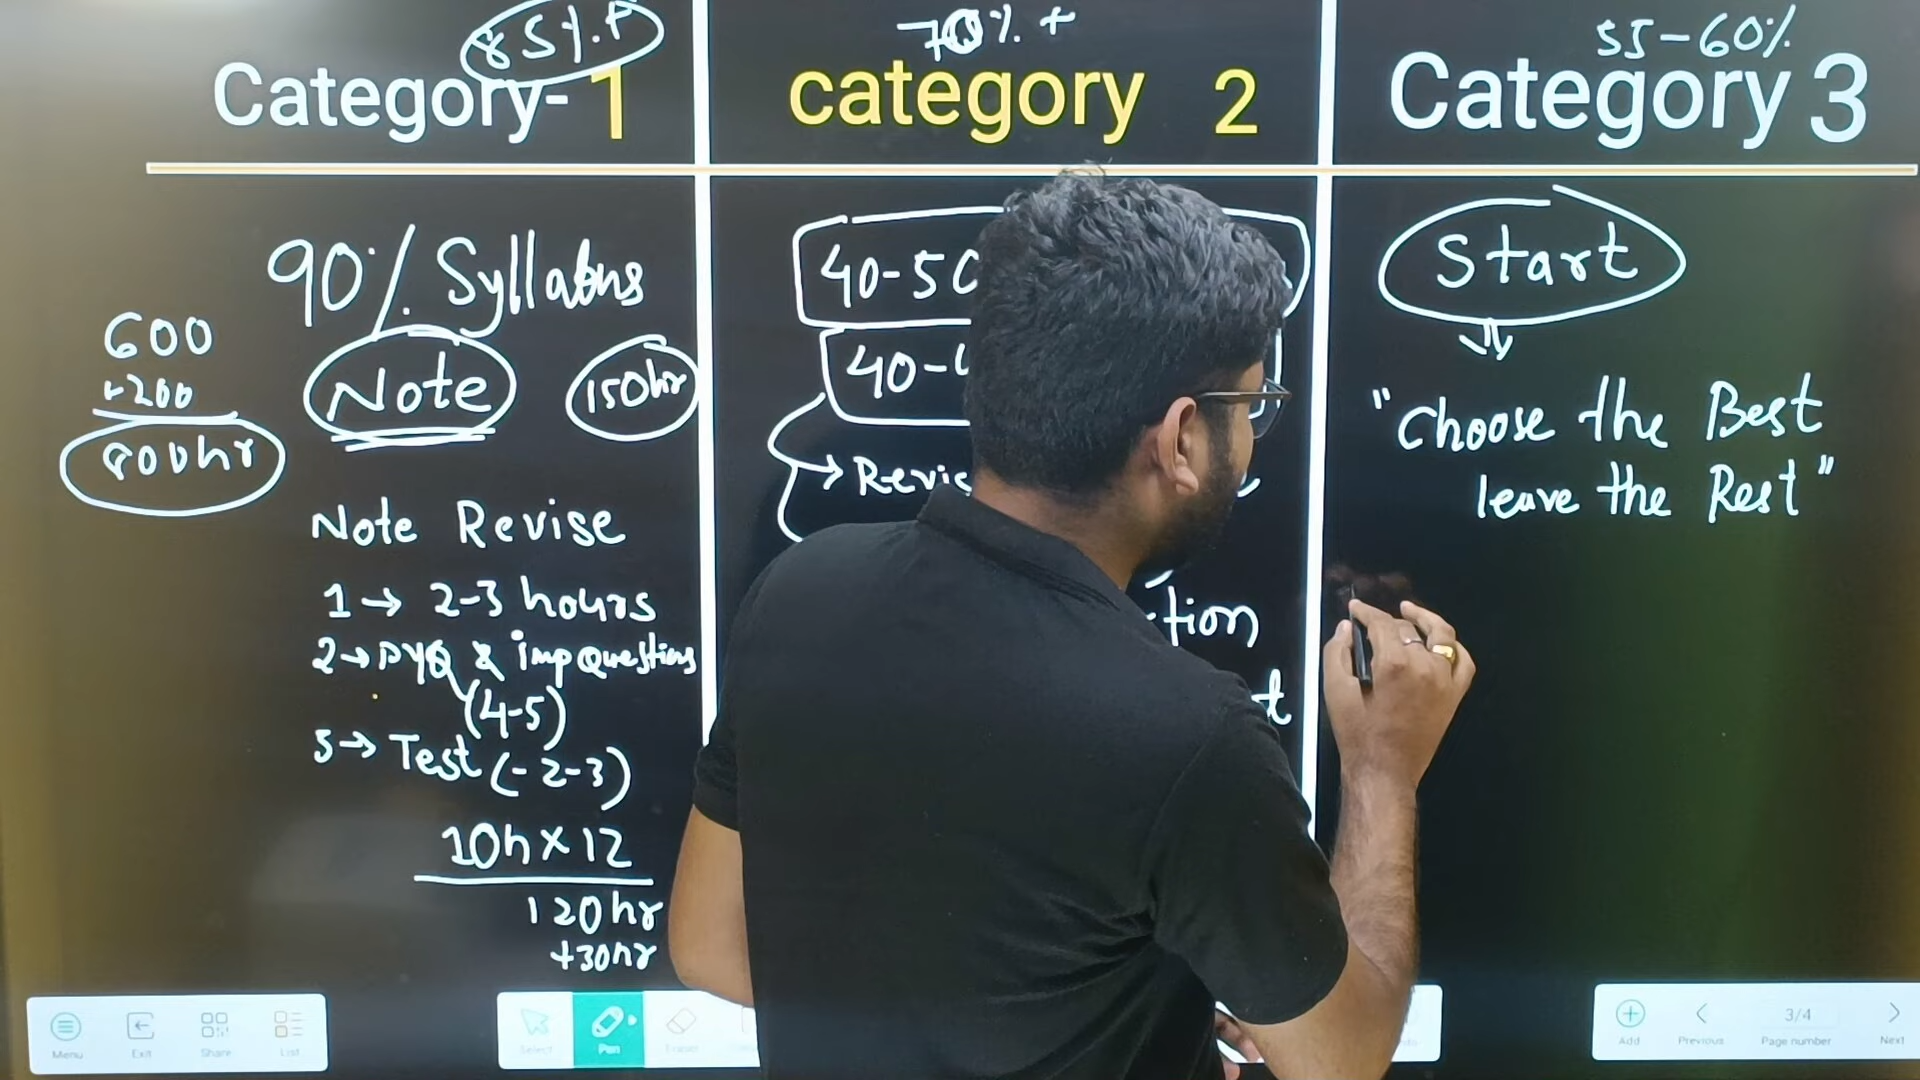 85%.P
Category-1
90% Syllabus
600
+200
800hr
Note
150hr
Note Revise
1→ 2-3 hours
2→ PYQ & imp Questions
(4-5)
3→ Test (-2-3)
10h × 12
120hr
+30hr
70% +
category 2
40-50
40-
→ Revis
tion
t
55-60%
Category 3
Start
"Choose the Best
leave the Rest"
Menu
Exit
Share
List
Select
Pen
Eraser
Add
Previous
3/4
Page number
Next